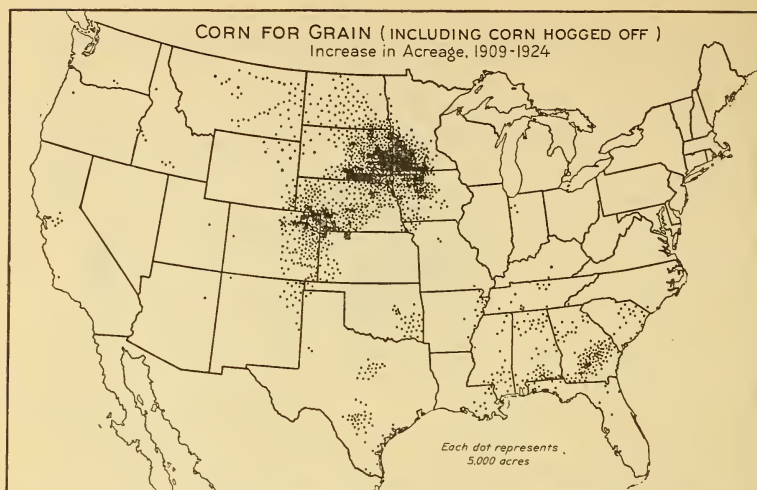 CORN FOR GRAIN (INCLUDING CORN HOGGED OFF)
Increase in Acreage, 1909-1924
Each dot represents
5,000 acres